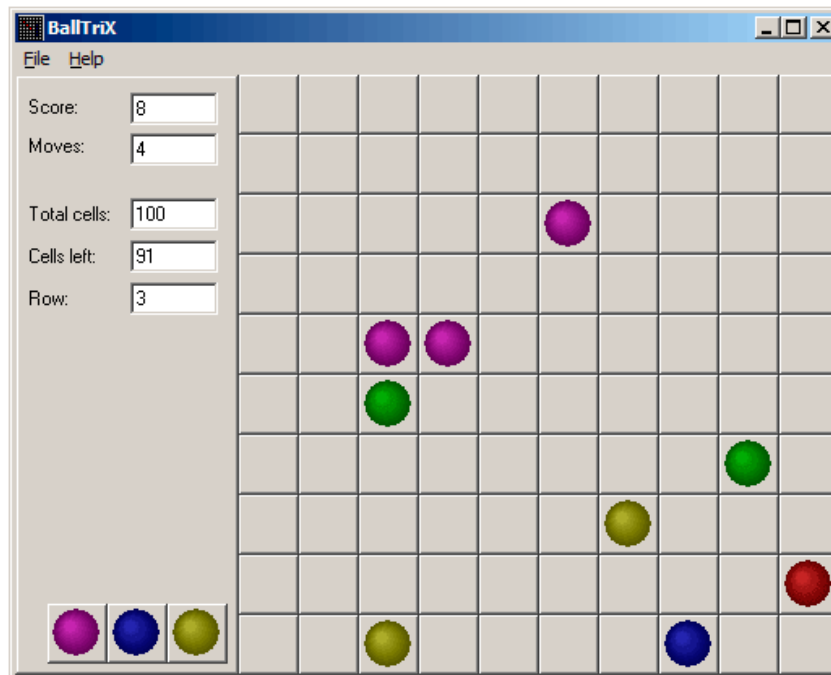 BallTriX
File Help
Score: 8
Moves: 4
Total cells: 100
Cells left: 91
Row: 3